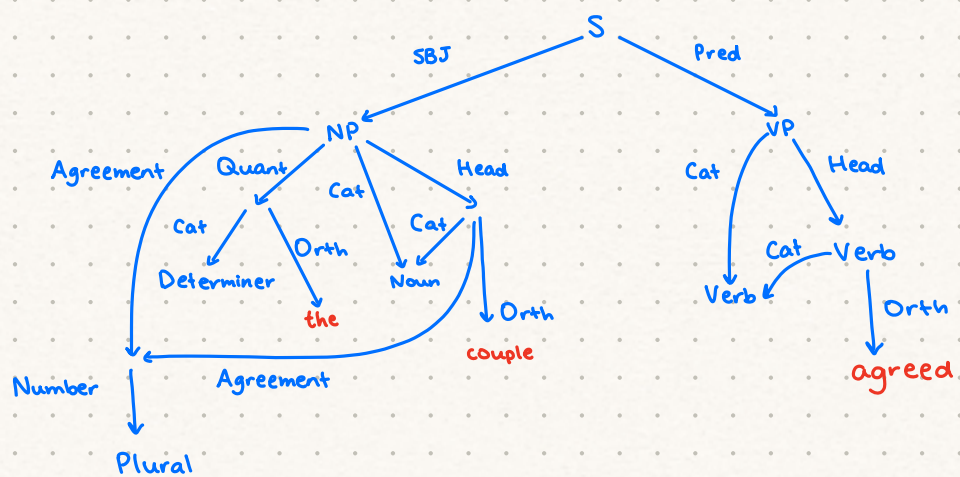 S
SBJ
Pred
NP
VP
Agreement
Quant
Cat
Head
Cat
Head
Cat
Orth
Cat
Cat
Verb
Determiner
Noun
Verb
the
Orth
Orth
couple
agreed
Number
Agreement
Plural